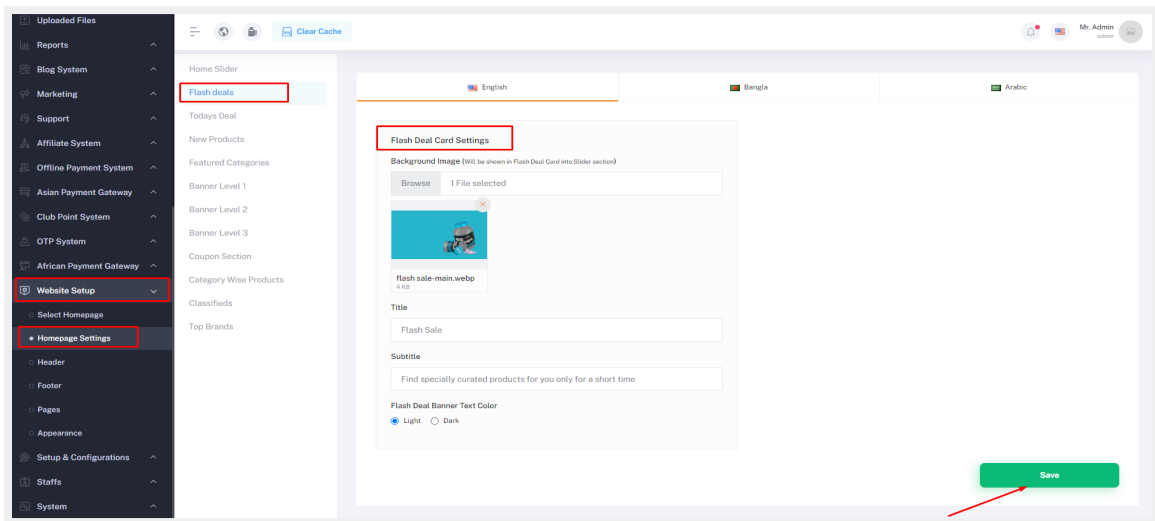 Uploaded Files
Reports
Blog System
Marketing
Support
Affiliate System
Offline Payment System
Asian Payment Gateway
Club Point System
OTP System
African Payment Gateway
Website Setup
Select Homepage
Homepage Settings
Header
Footer
Pages
Appearance
Setup & Configurations
Staffs
System
Clear Cache
Mr. Admin
admin
Home Slider
Flash deals
Todays Deal
New Products
Featured Categories
Banner Level 1
Banner Level 2
Banner Level 3
Coupon Section
Category Wise Products
Classifieds
Top Brands
English
Bangla
Arabic
Flash Deal Card Settings
Background Image (Will be shown in Flash Deal Card into Slider section)
Browse 1 File selected
flash sale-main.webp
4 KB
Title
Flash Sale
Subtitle
Find specially curated products for you only for a short time
Flash Deal Banner Text Color
Light Dark
Save